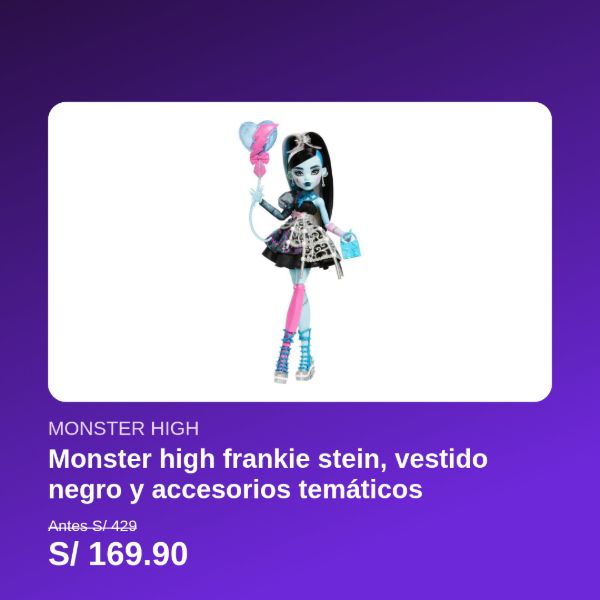 MONSTER HIGH
Monster high frankie stein, vestido
negro y accesorios temáticos
Antes S/ 429
S/ 169.90